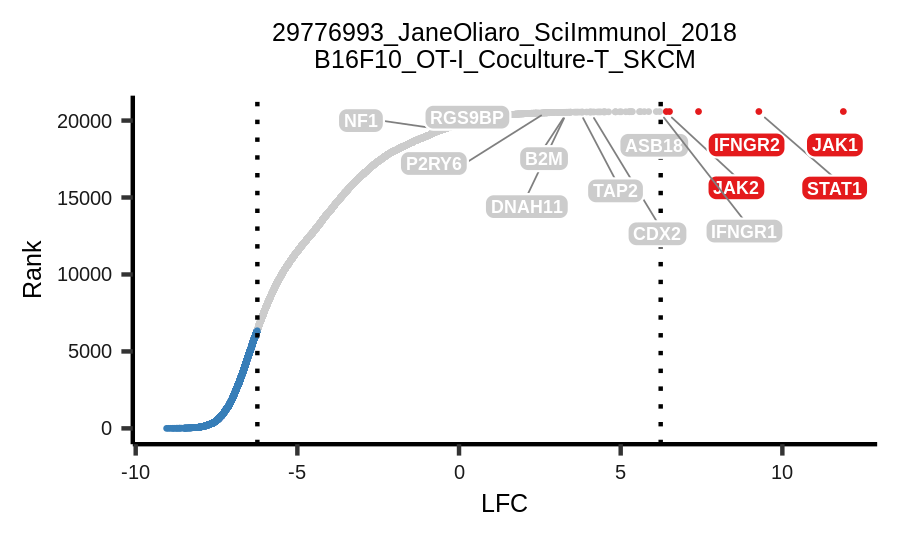 29776993_JaneOliaro_SciImmunol_2018
B16F10_OT-I_Coculture-T_SKCM
20000
15000
10000
5000
0
Rank
NF1
RGS9BP
P2RY6
B2M
ASB18
IFNGR2
JAK1
DNAH11
TAP2
JAK2
STAT1
CDX2
IFNGR1
-10
-5
0
5
10
LFC